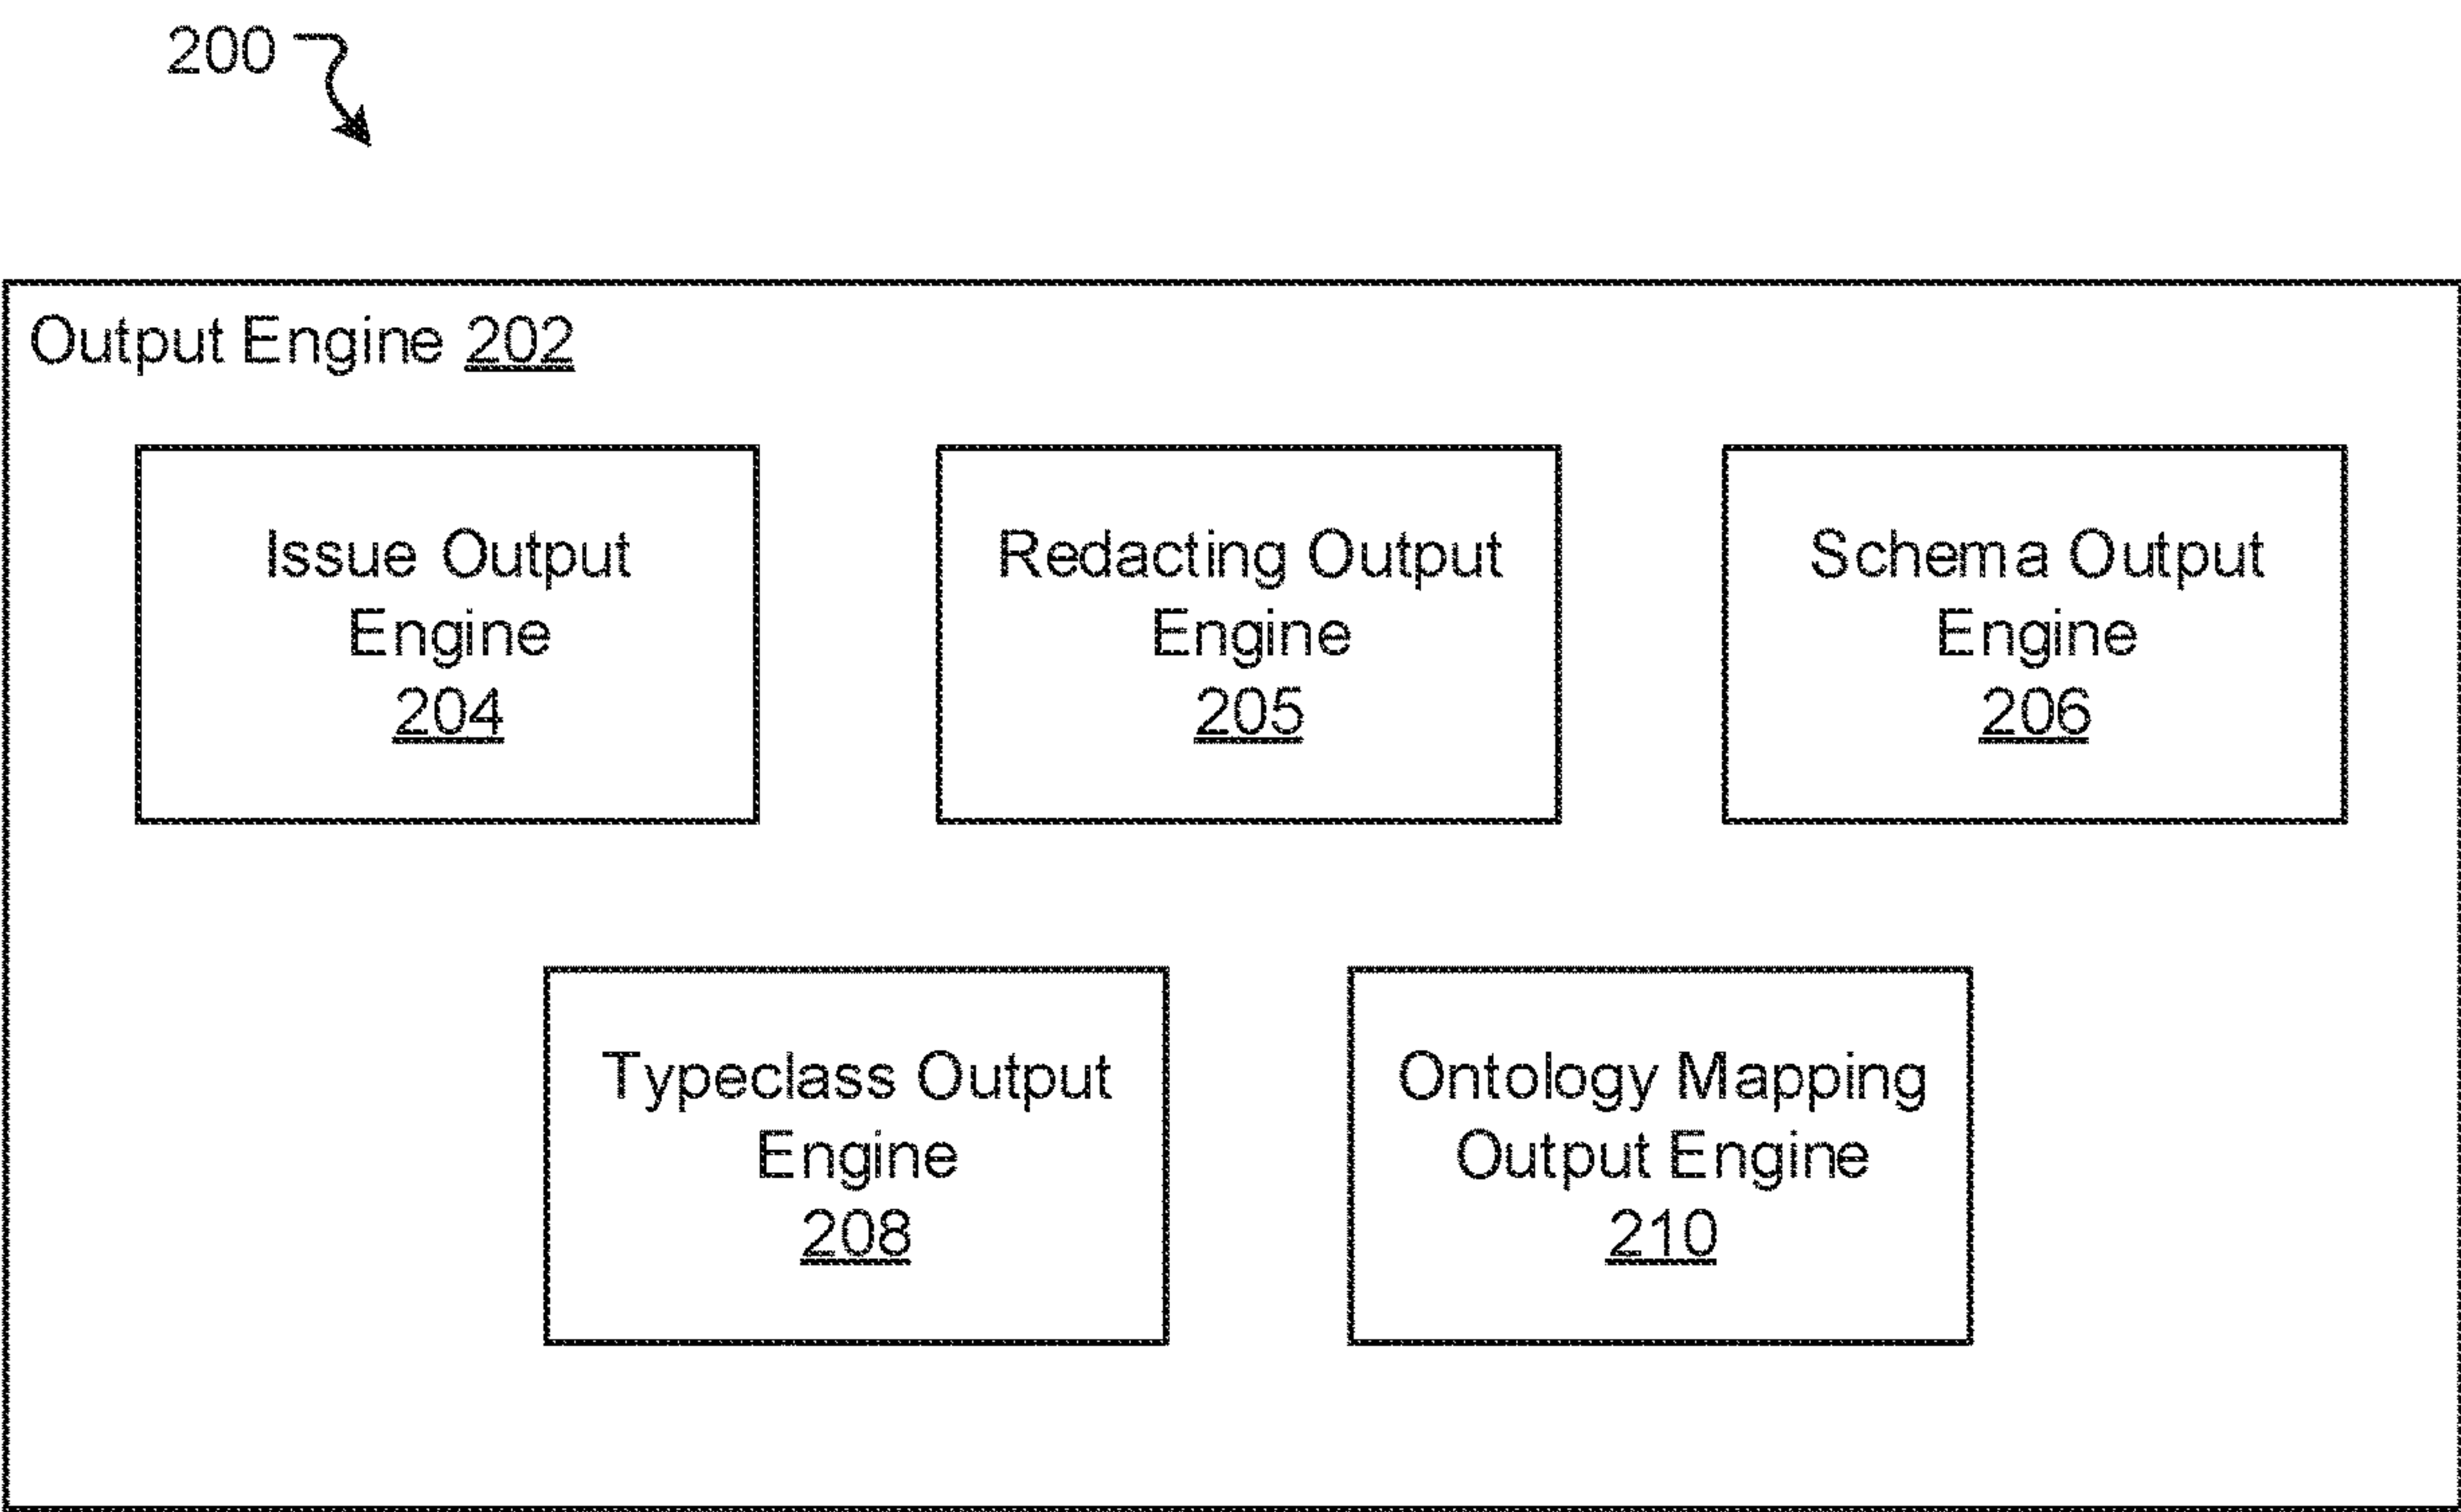 200
Output Engine 202
Issue Output
Engine
204
Redacting Output
Engine
205
Schema Output
Engine
206
Typeclass Output
Engine
208
Ontology Mapping
Output Engine
210